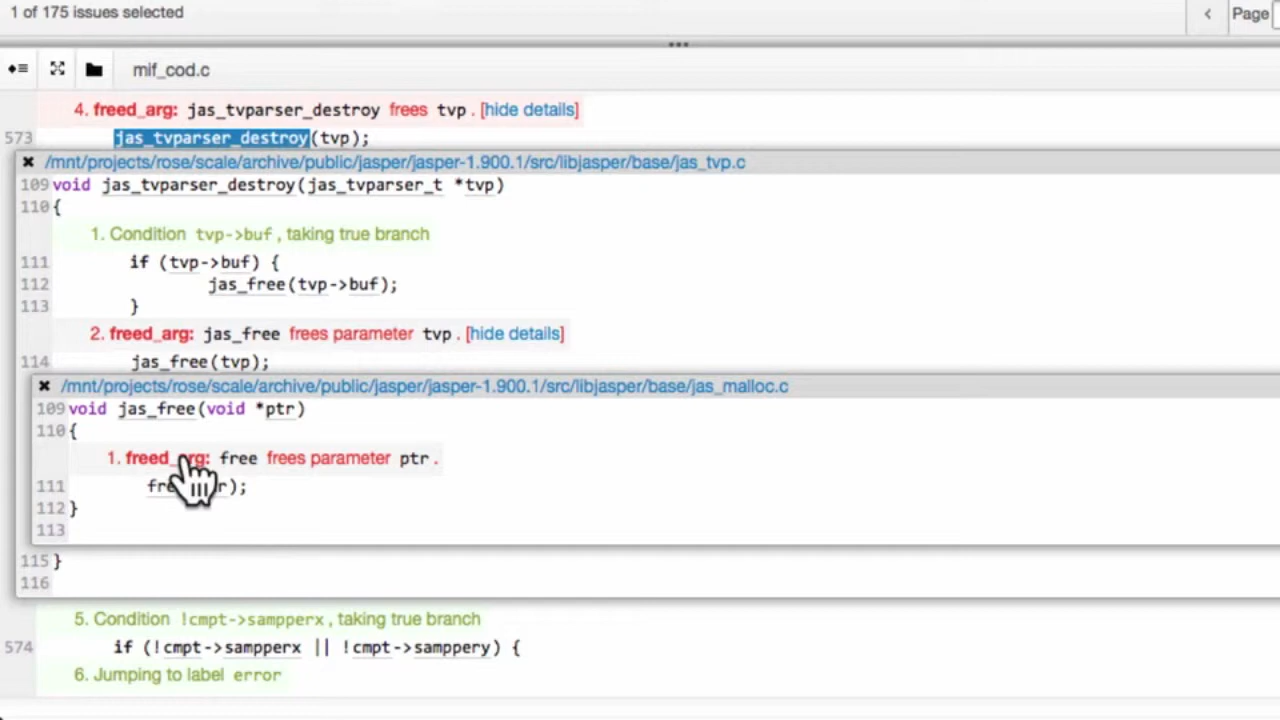 1 of 175 issues selected
Page
mif_cod.c
4. freed_arg: jas_tvparser_destroy frees tvp. [hide details]
573 jas_tvparser_destroy(tvp);
/mnt/projects/rose/scale/archive/public/jasper/jasper-1.900.1/src/libjasper/base/jas_tvp.c
109 void jas_tvparser_destroy(jas_tvparser_t *tvp)
110 {
1. Condition tvp->buf, taking true branch
111 if (tvp->buf) {
112 jas_free(tvp->buf);
113 }
2. freed_arg: jas_free frees parameter tvp. [hide details]
114 jas_free(tvp);
/mnt/projects/rose/scale/archive/public/jasper/jasper-1.900.1/src/libjasper/base/jas_malloc.c
109 void jas_free(void *ptr)
110 {
1. freed_arg: free frees parameter ptr.
111
112 }
113
115 }
116
5. Condition !cmpt->sampperx, taking true branch
574 if (!cmpt->sampperx || !cmpt->samppery) {
6. Jumping to label error